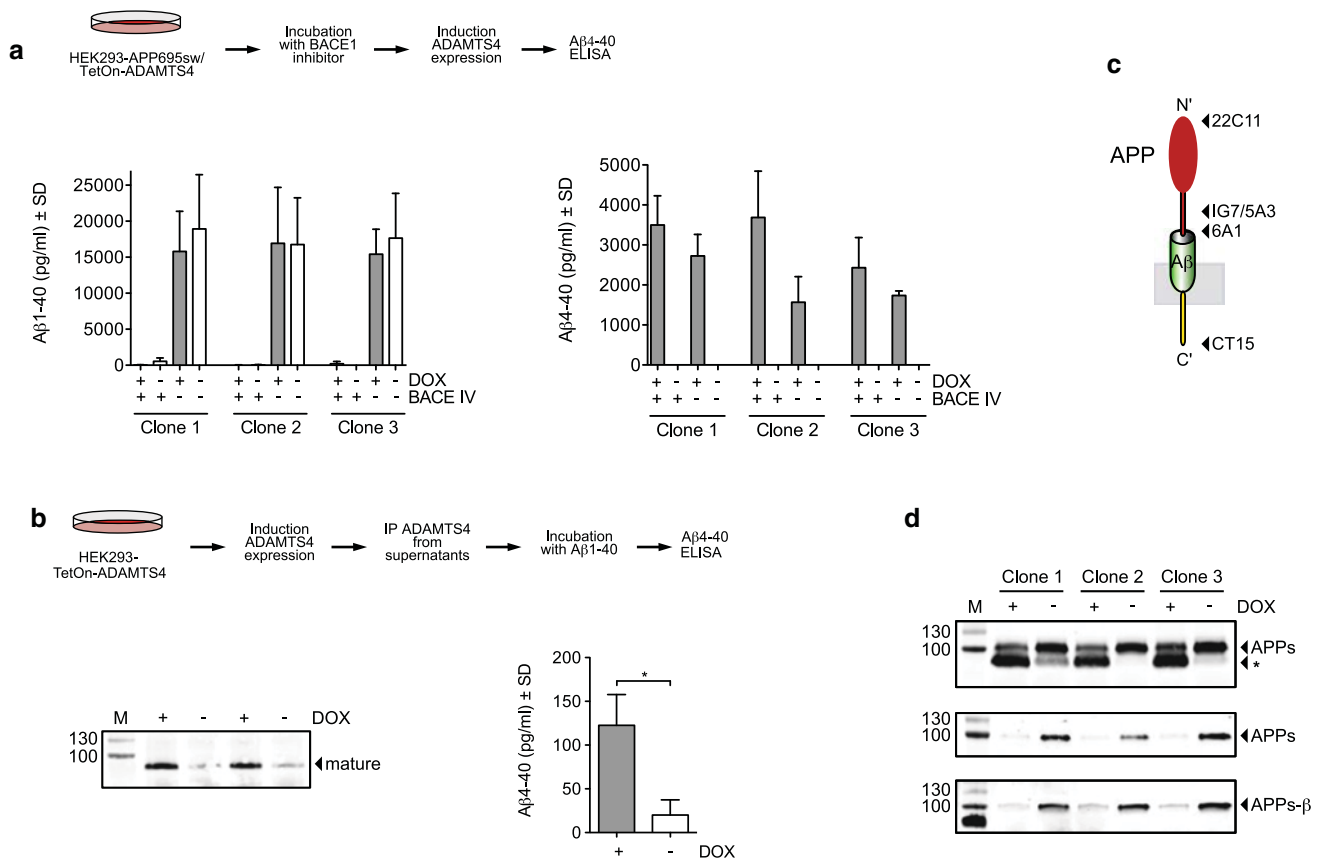 a
HEK293-APP695sw/
TetOn-ADAMTS4
Incubation
with BACE1
inhibitor
Induction
ADAMTS4
expression
Aβ4-40
ELISA
Aβ1-40 (pg/ml) ± SD
25000
20000
15000
10000
5000
0
+ - + - + - + - + - + - DOX
+ + - - + + - - + + - - BACE IV
Clone 1 Clone 2 Clone 3
Aβ4-40 (pg/ml) ± SD
5000
4000
3000
2000
1000
0
+ - + - + - + - + - + - DOX
+ + - - + + - - + + - - BACE IV
Clone 1 Clone 2 Clone 3
c
N'
22C11
APP
IG7/5A3
6A1
Aβ
CT15
C'
b
HEK293-
TetOn-ADAMTS4
Induction
ADAMTS4
expression
IP ADAMTS4
from
supernatants
Incubation
with Aβ1-40
Aβ4-40
ELISA
M + - + - DOX
130
100
mature
Aβ4-40 (pg/ml) ± SD
200
150
100
50
0
*
+ - DOX
d
Clone 1 Clone 2 Clone 3
M + - + - + - DOX
130
100
APPs
*
130
100
APPs
130
100
APPs-β